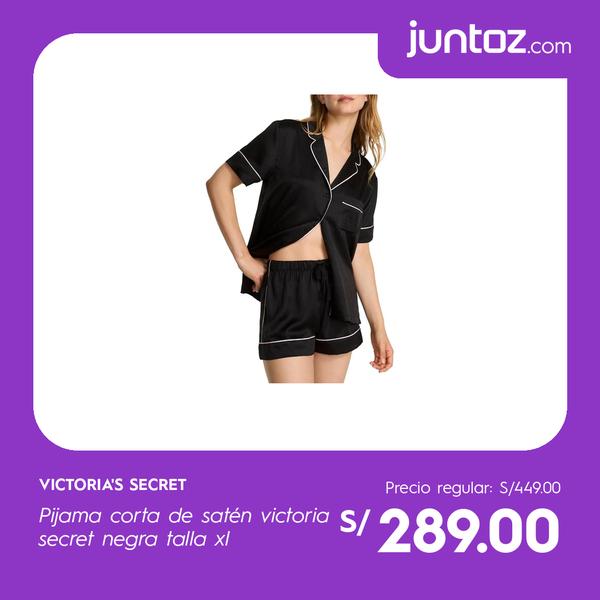 juntoz.com
VICTORIA'S SECRET
Pijama corta de satén victoria
secret negra talla xl
Precio regular: S/449.00
S/ 289.00